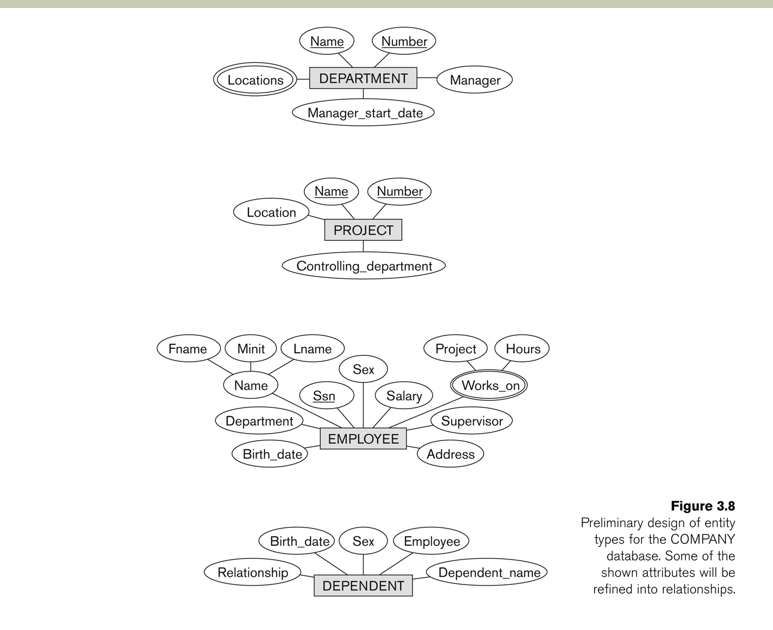 Name Number
Locations DEPARTMENT Manager
Manager_start_date
Name Number
Location
PROJECT
Controlling_department
Fname Minit Lname Project Hours
Sex
Name Works_on
Ssn Salary
Department Supervisor
EMPLOYEE
Birth_date Address
Figure 3.8
Preliminary design of entity
types for the COMPANY
database. Some of the
shown attributes will be
refined into relationships.
Birth_date Sex Employee
Relationship Dependent_name
DEPENDENT